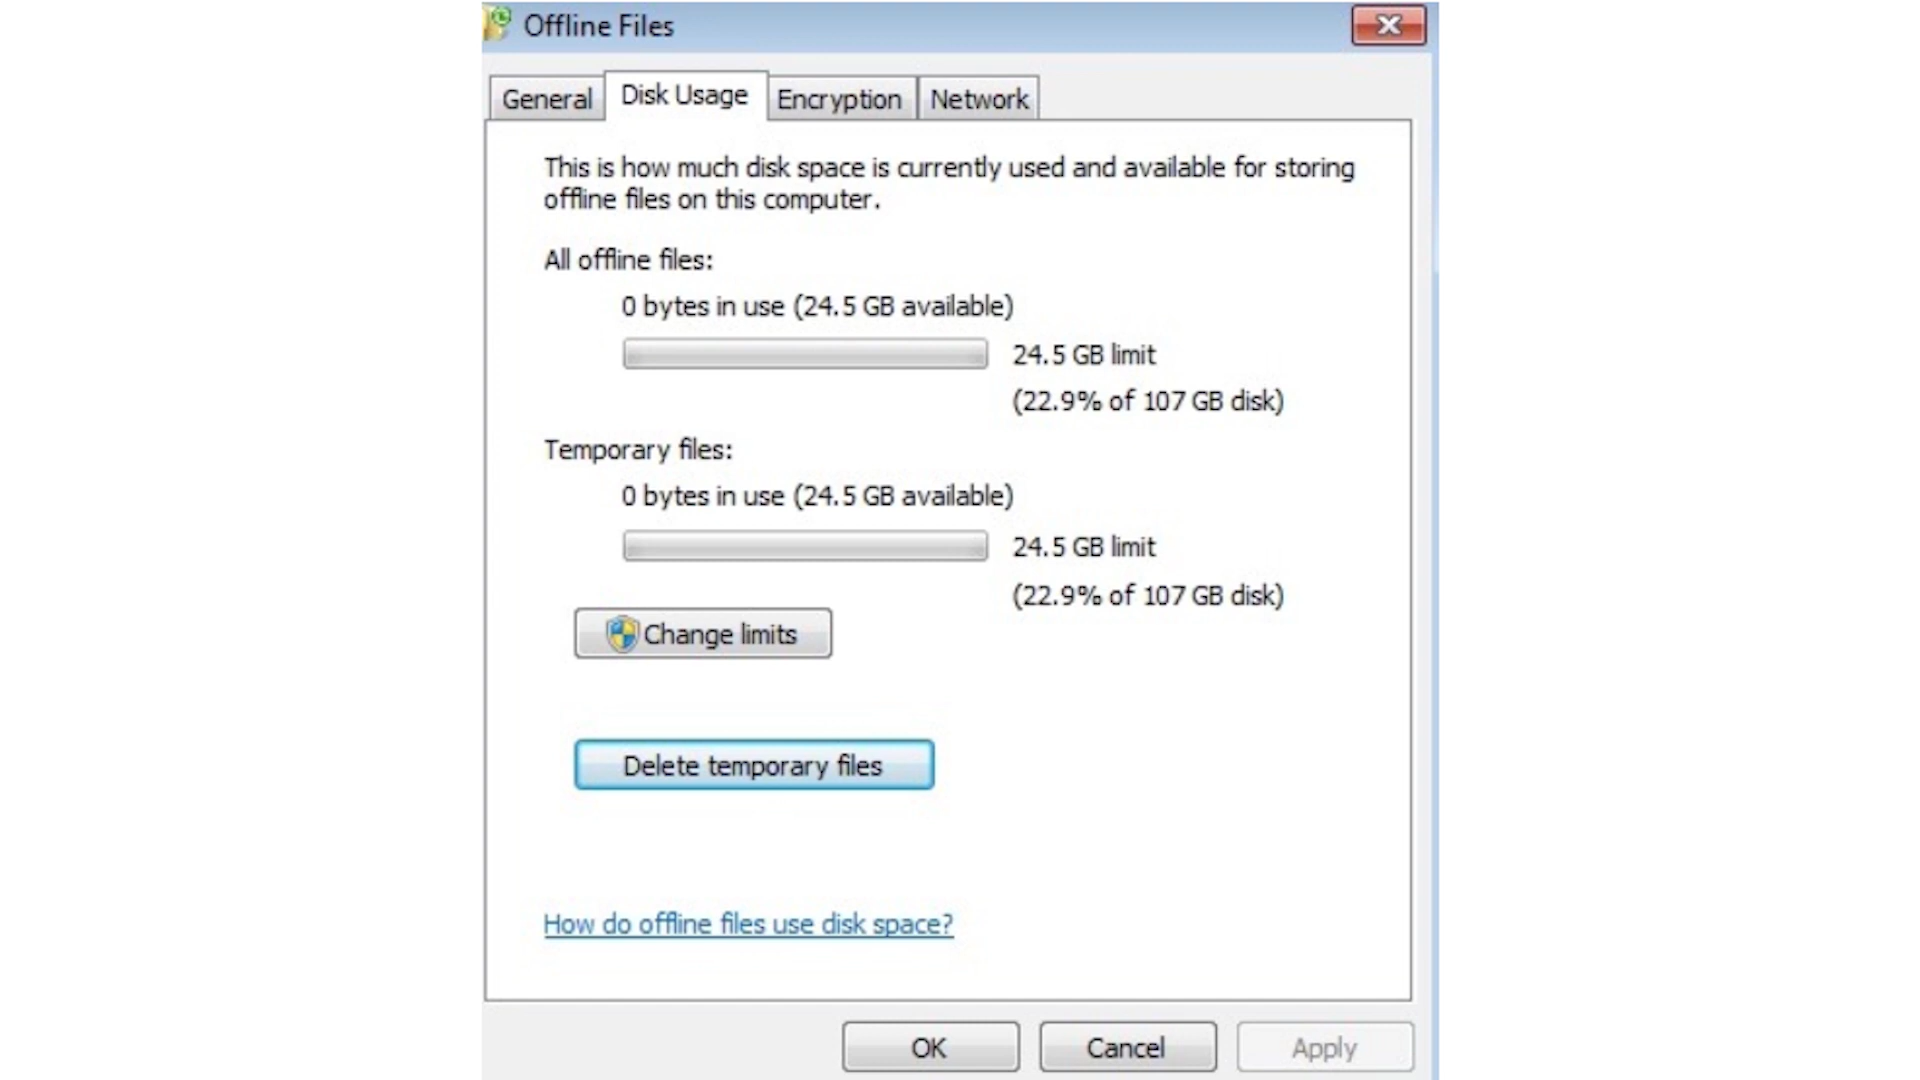 Offline Files
General
Disk Usage
Encryption
Network
This is how much disk space is currently used and available for storing
offline files on this computer.
All offline files:
0 bytes in use (24.5 GB available)
24.5 GB limit
(22.9% of 107 GB disk)
Temporary files:
0 bytes in use (24.5 GB available)
24.5 GB limit
(22.9% of 107 GB disk)
Change limits
Delete temporary files
How do offline files use disk space?
OK
Cancel
Apply